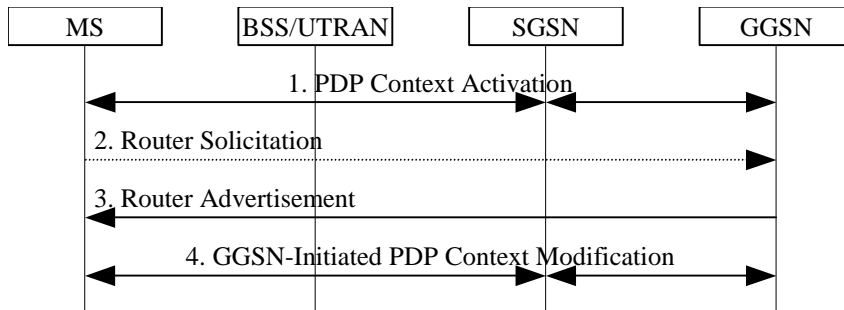 MS BSS/UTRAN SGSN GGSN
1. PDP Context Activation
2. Router Solicitation
3. Router Advertisement
4. GGSN-Initiated PDP Context Modification